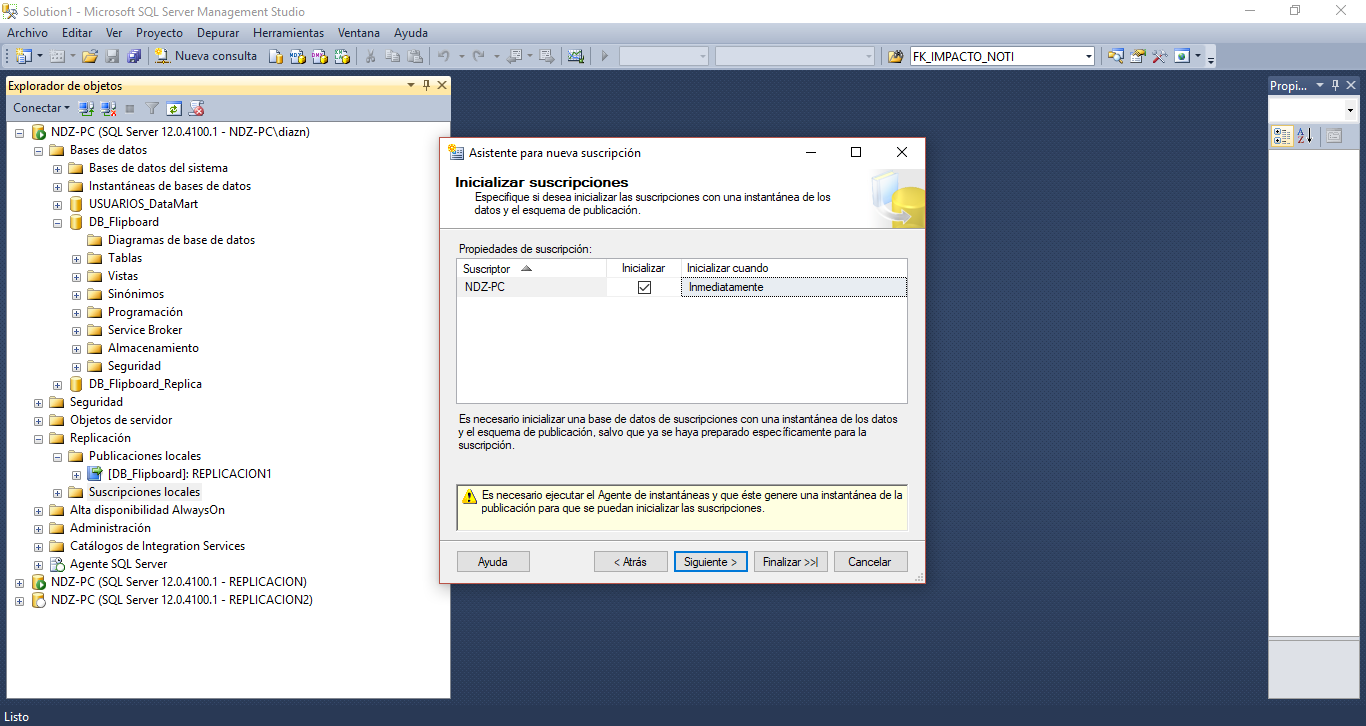 Solution1 - Microsoft SQL Server Management Studio
Archivo Editar Ver Proyecto Depurar Herramientas Ventana Ayuda
Nueva consulta
FK_IMPACTO_NOTI
Explorador de objetos
Conectar
NDZ-PC (SQL Server 12.0.4100.1 - NDZ-PC\diazn)
Bases de datos
Bases de datos del sistema
Instantáneas de bases de datos
USUARIOS_DataMart
DB_Flipboard
Diagramas de base de datos
Tablas
Vistas
Sinónimos
Programación
Service Broker
Almacenamiento
Seguridad
DB_Flipboard_Replica
Seguridad
Objetos de servidor
Replicación
Publicaciones locales
[DB_Flipboard]: REPLICACION1
Suscripciones locales
Alta disponibilidad AlwaysOn
Administración
Catálogos de Integration Services
Agente SQL Server
NDZ-PC (SQL Server 12.0.4100.1 - REPLICACION)
NDZ-PC (SQL Server 12.0.4100.1 - REPLICACION2)
Asistente para nueva suscripción
Inicializar suscripciones
Especifique si desea inicializar las suscripciones con una instantánea de los
datos y el esquema de publicación.
Propiedades de suscripción:
Suscriptor Inicializar Inicializar cuando
NDZ-PC Inmediatamente
Es necesario inicializar una base de datos de suscripciones con una instantánea de los datos
y el esquema de publicación, salvo que ya se haya preparado específicamente para la
suscripción.
Es necesario ejecutar el Agente de instantáneas y que éste genere una instantánea de la
publicación para que se puedan inicializar las suscripciones.
Ayuda < Atrás Siguiente > Finalizar >>| Cancelar
Propi...
Listo